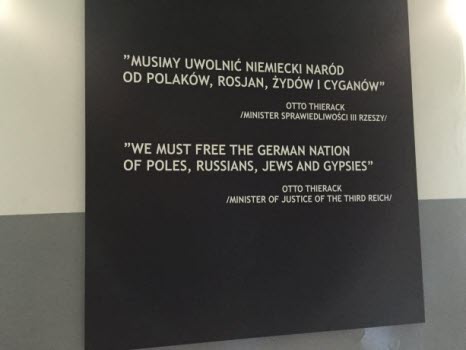 ”MUSIMY UWOLNIĆ NIEMIECKI NARÓD
OD POLAKÓW, ROSJAN, ŻYDÓW I CYGANÓW”
OTTO THIERACK
/MINISTER SPRAWIEDLIWOŚCI III RZESZY/
”WE MUST FREE THE GERMAN NATION
OF POLES, RUSSIANS, JEWS AND GYPSIES”
OTTO THIERACK
/MINISTER OF JUSTICE OF THE THIRD REICH/